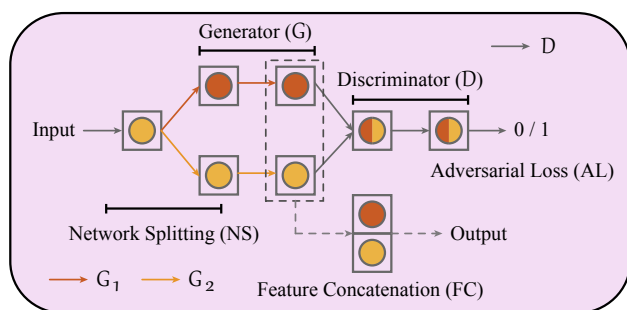 Generator (G)
D
Discriminator (D)
Input
0 / 1
Adversarial Loss (AL)
Network Splitting (NS)
Output
G1
G2
Feature Concatenation (FC)